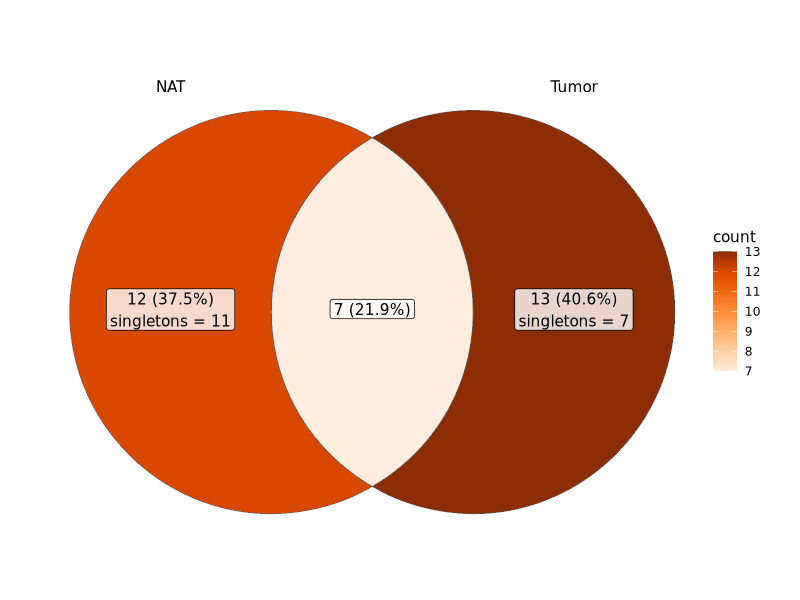 NAT
Tumor
12 (37.5%)
singletons = 11
7 (21.9%)
13 (40.6%)
singletons = 7
count
13
12
11
10
9
8
7